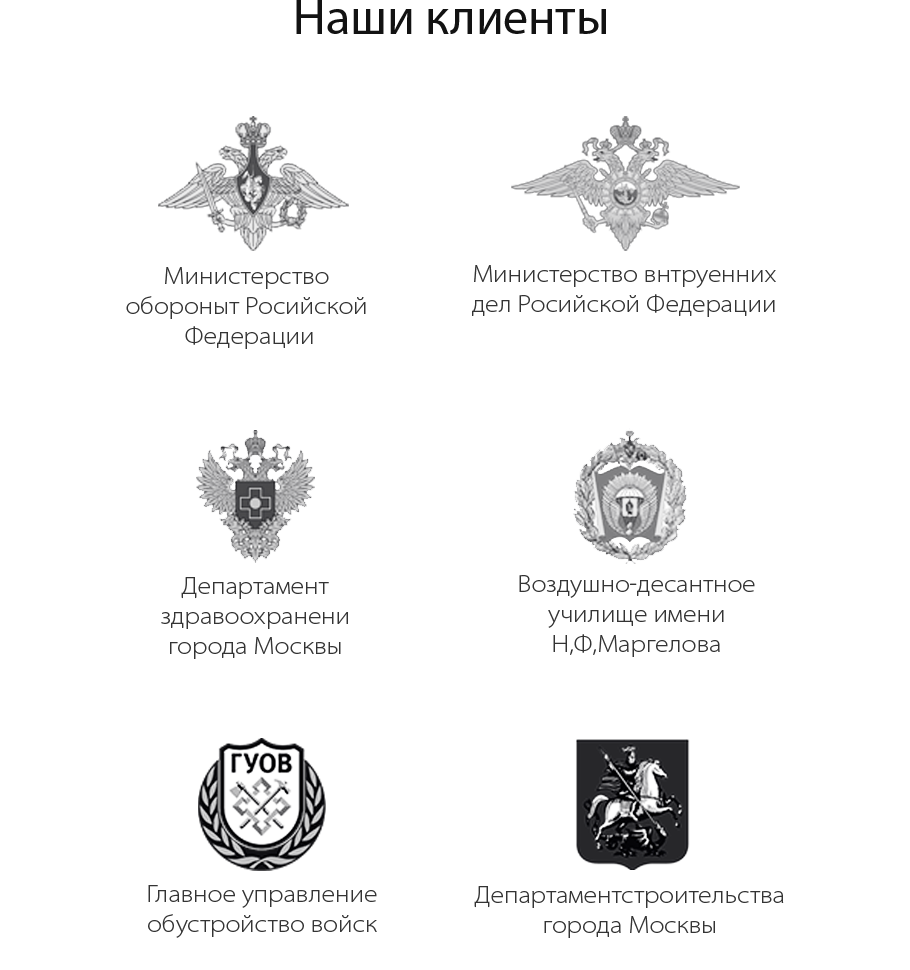 Наши клиенты
Министерство
обороныт Росийской
Федерации
Министерство внтруенних
дел Росийской Федерации
Департамент
здравоохранени
города Москвы
Воздушно-десантное
училище имени
Н,Ф,Маргелова
ГУОВ
Главное управление
обустройство войск
Департаментстроительства
города Москвы